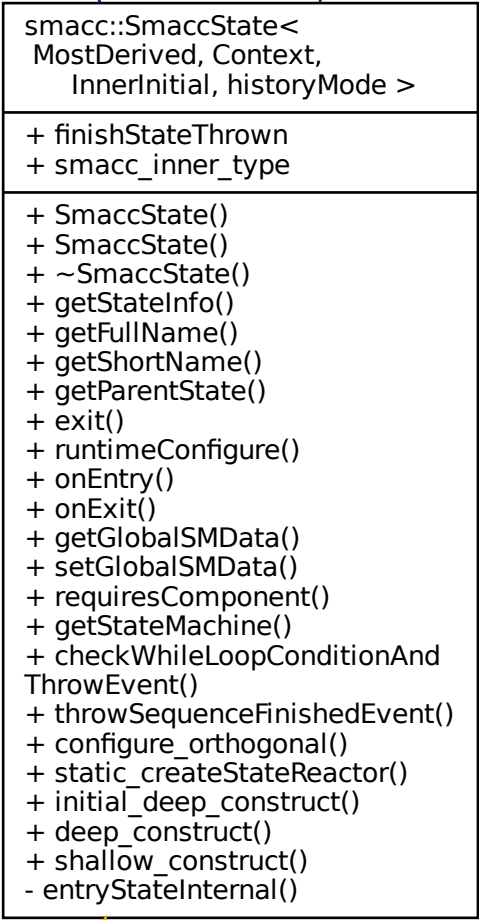 smacc::SmaccState<
MostDerived, Context,
InnerInitial, historyMode >
+ finishStateThrown
+ smacc_inner_type
+ SmaccState()
+ SmaccState()
+ ~SmaccState()
+ getStateInfo()
+ getFullName()
+ getShortName()
+ getParentState()
+ exit()
+ runtimeConfigure()
+ onEntry()
+ onExit()
+ getGlobalSMData()
+ setGlobalSMData()
+ requiresComponent()
+ getStateMachine()
+ checkWhileLoopConditionAnd
ThrowEvent()
+ throwSequenceFinishedEvent()
+ configure_orthogonal()
+ static_createStateReactor()
+ initial_deep_construct()
+ deep_construct()
+ shallow_construct()
- entryStateInternal()